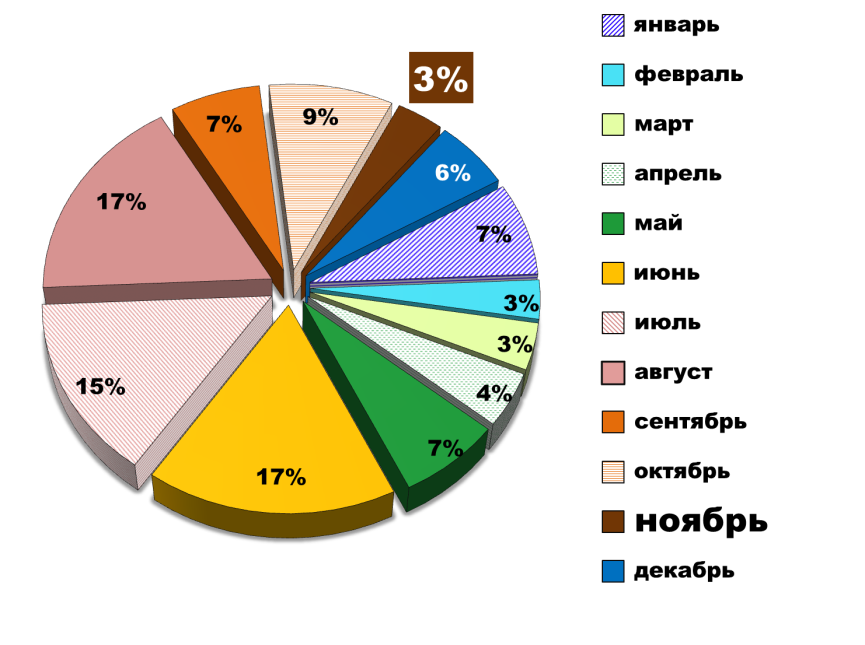 3%
7%
9%
17%
6%
7%
3%
3%
4%
15%
7%
17%
январь
февраль
март
апрель
май
июнь
июль
август
сентябрь
октябрь
ноябрь
декабрь